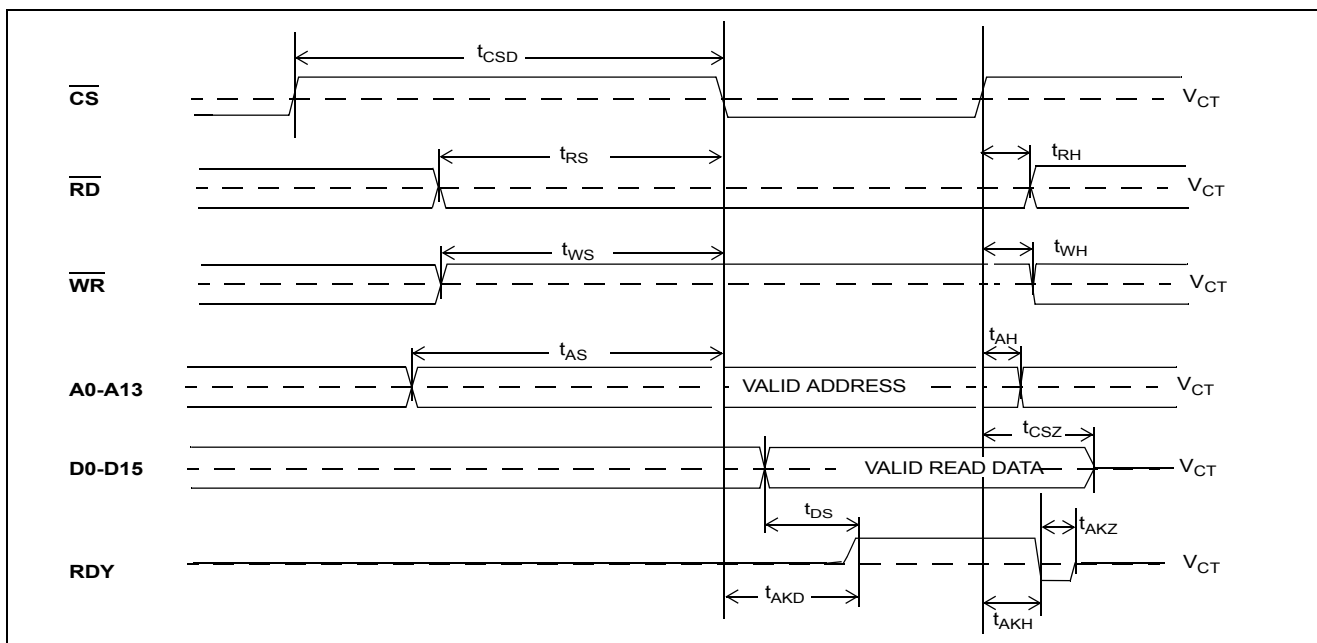 tCSD
CS
VCT
tRS
tRH
RD
VCT
tWS
tWH
WR
VCT
tAS
tAH
A0-A13
VALID ADDRESS
VCT
tCSZ
D0-D15
VALID READ DATA
VCT
tDS
tAKZ
RDY
VCT
tAKD
tAKH